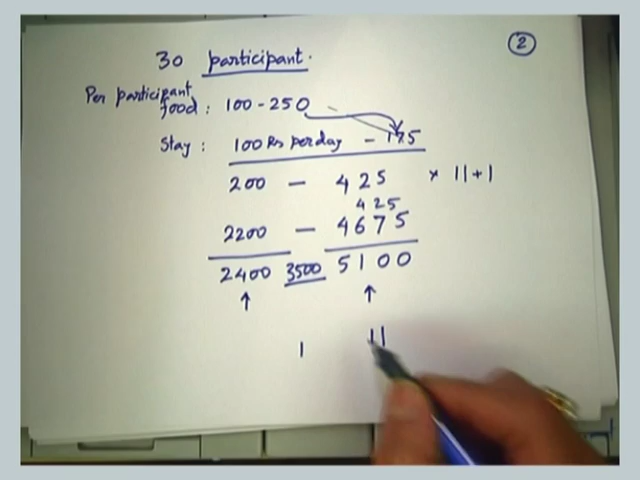 2
30 participant.
Per participant
food : 100 - 250
Stay : 100 Rs per day - 175
200 - 425 * 11+1
425
2200 - 4675
2400 3500 5100
↑ ↑
1 11